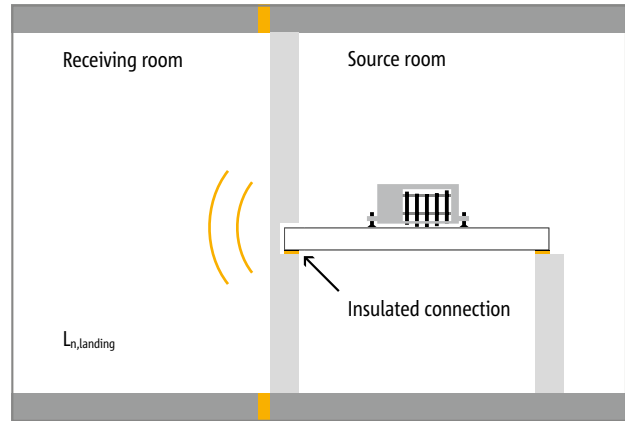 Receiving room
Source room
Insulated connection
Ln,landing